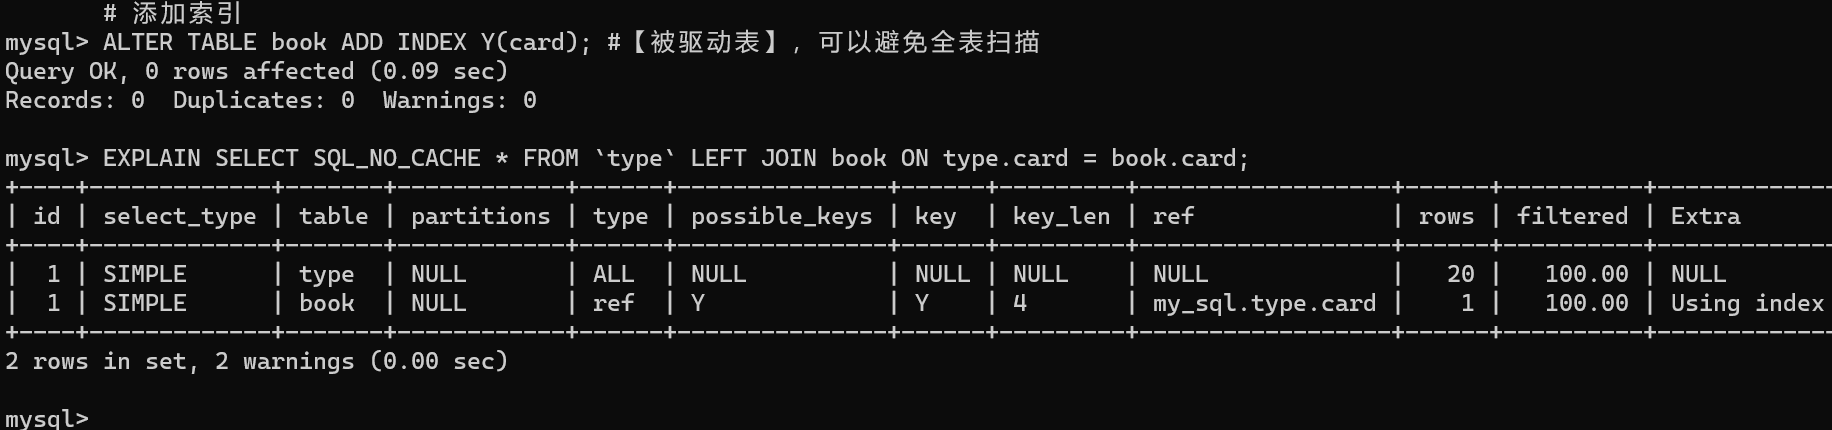 # 添加索引
mysql> ALTER TABLE book ADD INDEX Y(card); #【被驱动表】，可以避免全表扫描
Query OK, 0 rows affected (0.09 sec)
Records: 0  Duplicates: 0  Warnings: 0
mysql> EXPLAIN SELECT SQL_NO_CACHE * FROM `type` LEFT JOIN book ON type.card = book.card;
+----+-------------+-------+------------+------+---------------+------+---------+------------------+------+----------+-------------
| id | select_type | table | partitions | type | possible_keys | key  | key_len | ref              | rows | filtered | Extra
+----+-------------+-------+------------+------+---------------+------+---------+------------------+------+----------+-------------
|  1 | SIMPLE      | type  | NULL       | ALL  | NULL          | NULL | NULL    | NULL             |   20 |   100.00 | NULL
|  1 | SIMPLE      | book  | NULL       | ref  | Y             | Y    | 4       | my_sql.type.card |    1 |   100.00 | Using index
+----+-------------+-------+------------+------+---------------+------+---------+------------------+------+----------+-------------
2 rows in set, 2 warnings (0.00 sec)
mysql>